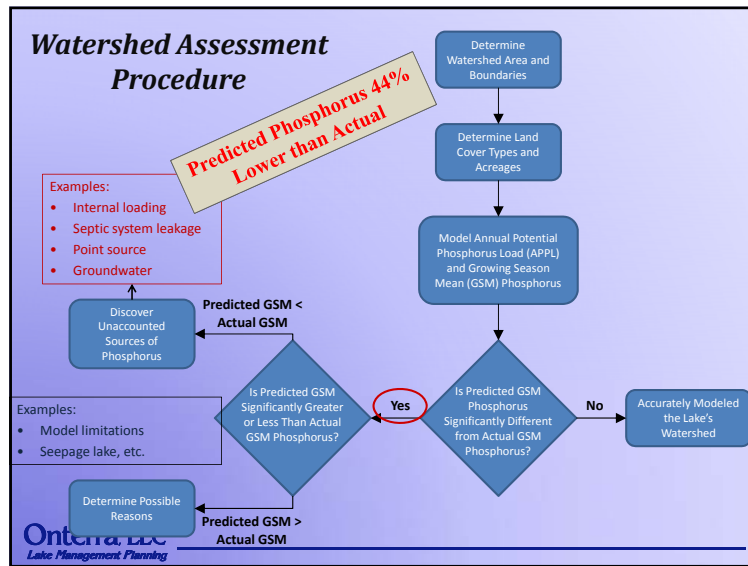 Watershed Assessment
Procedure
Predicted Phosphorus 44%
Lower than Actual
Determine
Watershed Area and
Boundaries
Determine Land
Cover Types and
Acreages
Model Annual Potential
Phosphorus Load (APPL)
and Growing Season
Mean (GSM) Phosphorus
Is Predicted GSM
Phosphorus
Significantly Different
from Actual GSM
Phosphorus?
No
Accurately Modeled
the Lake's
Watershed
Yes
Is Predicted GSM
Significantly Greater
or Less Than Actual
GSM Phosphorus?
Predicted GSM <
Actual GSM
Discover
Unaccounted
Sources of
Phosphorus
Examples:
• Internal loading
• Septic system leakage
• Point source
• Groundwater
Examples:
• Model limitations
• Seepage lake, etc.
Determine Possible
Reasons
Predicted GSM >
Actual GSM
Onterra, LLC
Lake Management Planning